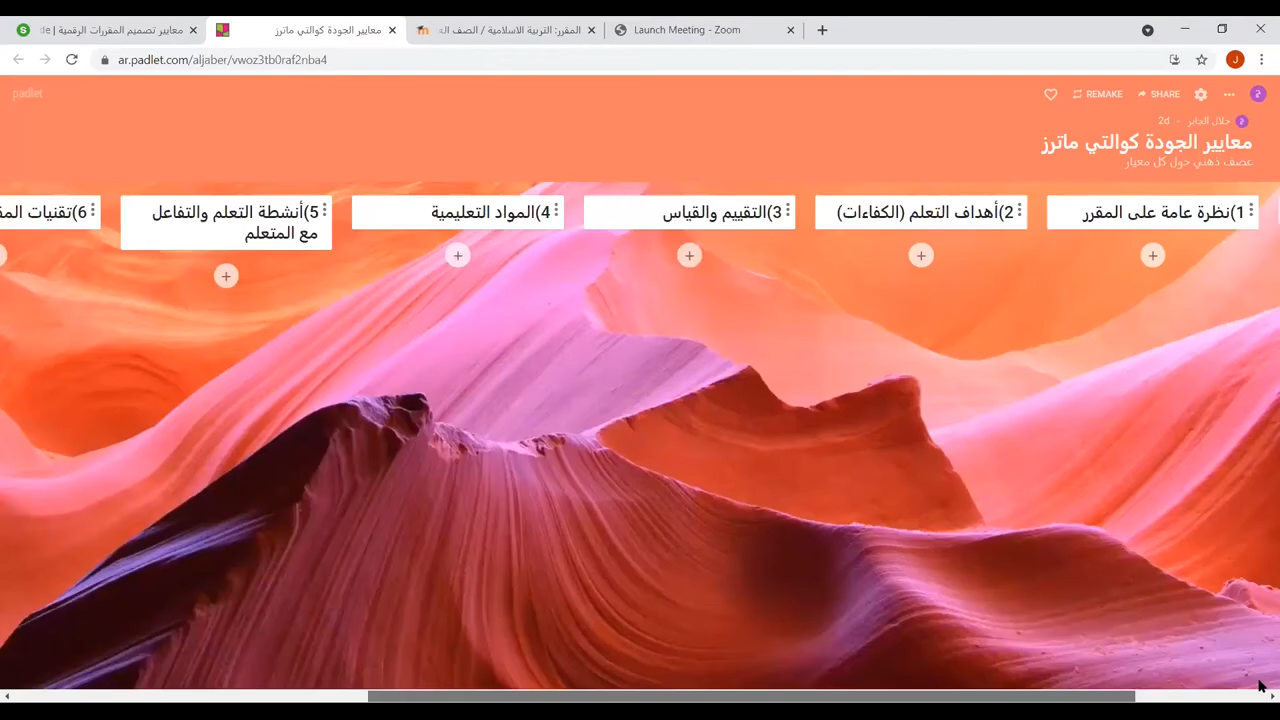 معايير تصميم المقررات الرقمية |
معايير الجودة كوالتي ماترز
المقرر: التربية الاسلامية / الصف
Launch Meeting - Zoom
ar.padlet.com/aljaber/vwoz3tb0raf2nba4
J
padlet
REMAKE
SHARE
جلال الجابر · 2d
معايير الجودة كوالتي ماترز
عصف ذهني حول كل معيار
1)نظرة عامة على المقرر
2)أهداف التعلم (الكفاءات)
3)التقييم والقياس
4)المواد التعليمية
5)أنشطة التعلم والتفاعل
مع المتعلم
6)تقنيات